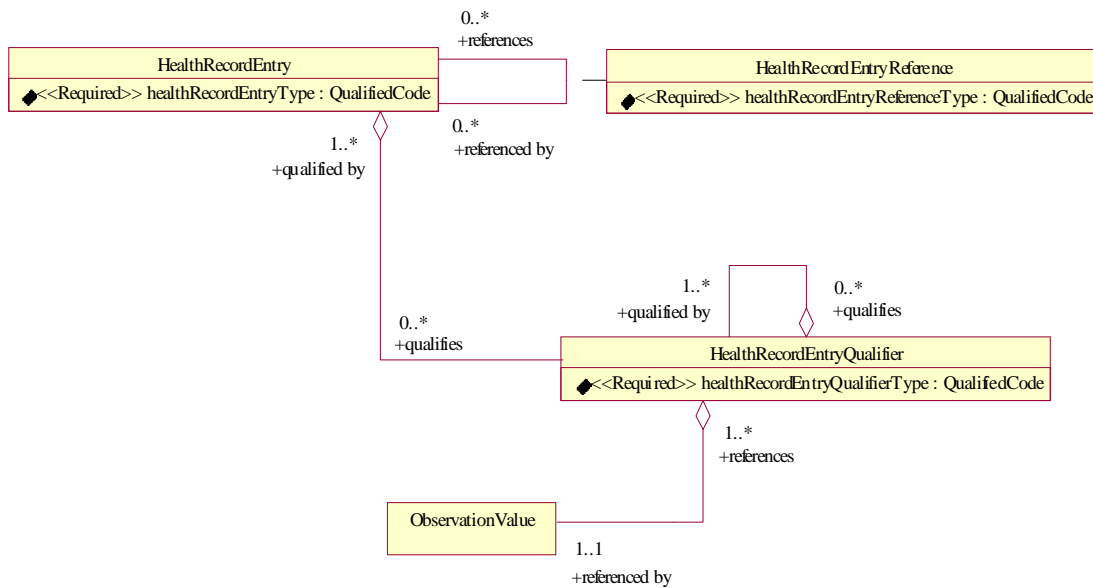 0..*
+references
HealthRecordEntry
<<Required>> healthRecordEntryType : QualifiedCode
HealthRecordEntryReference
<<Required>> healthRecordEntryReferenceType : QualifiedCode
1..*
+qualified by
0..*
+referenced by
1..*
+qualified by
0..*
+qualifies
0..*
+qualifies
HealthRecordEntryQualifier
<<Required>> healthRecordEntryQualifierType : QualifiedCode
1..*
+references
ObservationValue
1..1
+referenced by